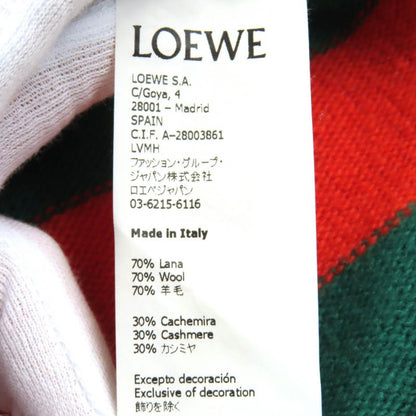 LOEWE
LOEWE S.A.
C/Goya, 4
28001 - Madrid
SPAIN
C.I.F. A-28003861
LVMH
ファッション・グループ・
ジャパン株式会社
ロエベジャパン
03-6215-6116
Made in Italy
70% Lana
70% Wool
70% 羊毛
30% Cachemira
30% Cashmere
30% カシミヤ
Excepto decoración
Exclusive of decoration
飾りを除く